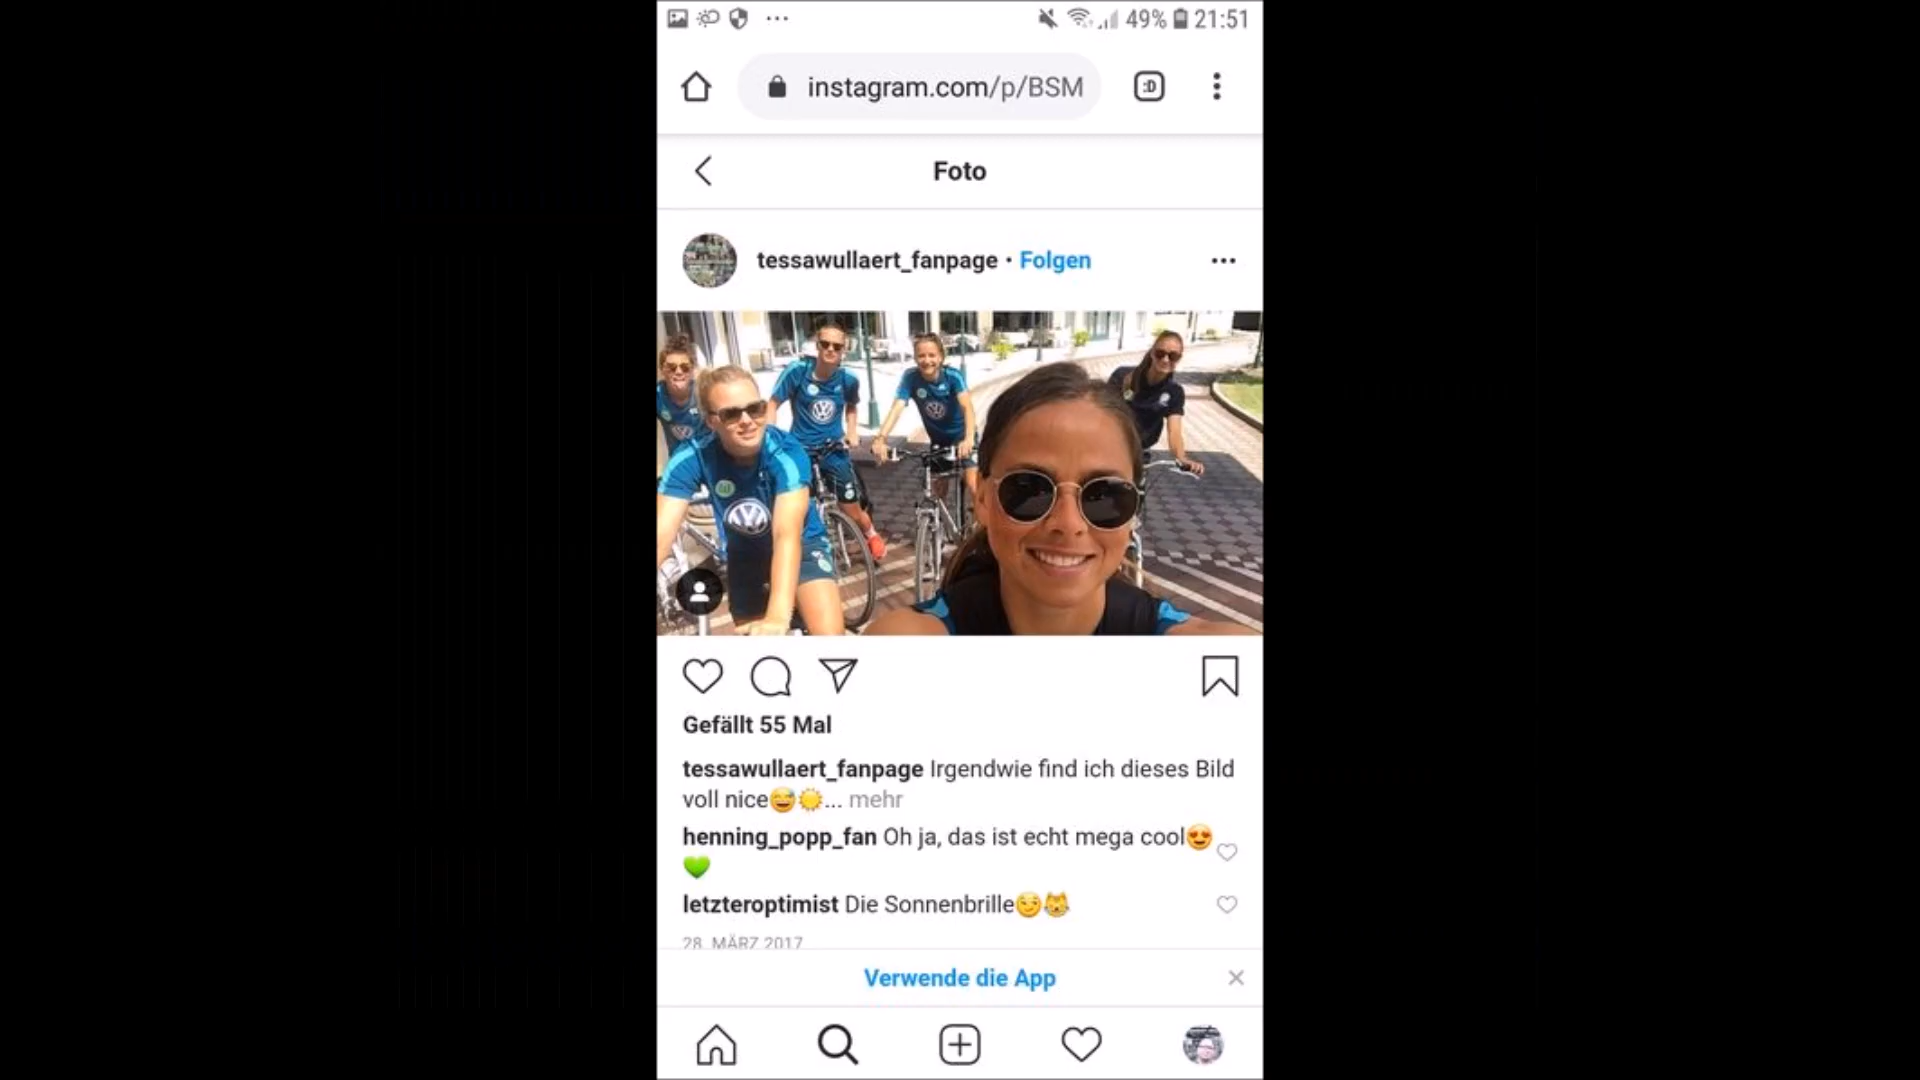 49% 21:51
instagram.com/p/BSM
:D
Foto
tessawullaert_fanpage • Folgen
Gefällt 55 Mal
tessawullaert_fanpage Irgendwie find ich dieses Bild
voll nice😅☀️... mehr
henning_popp_fan Oh ja, das ist echt mega cool😍
💚
letzteroptimist Die Sonnenbrille😏😹
28. MÄRZ 2017
Verwende die App